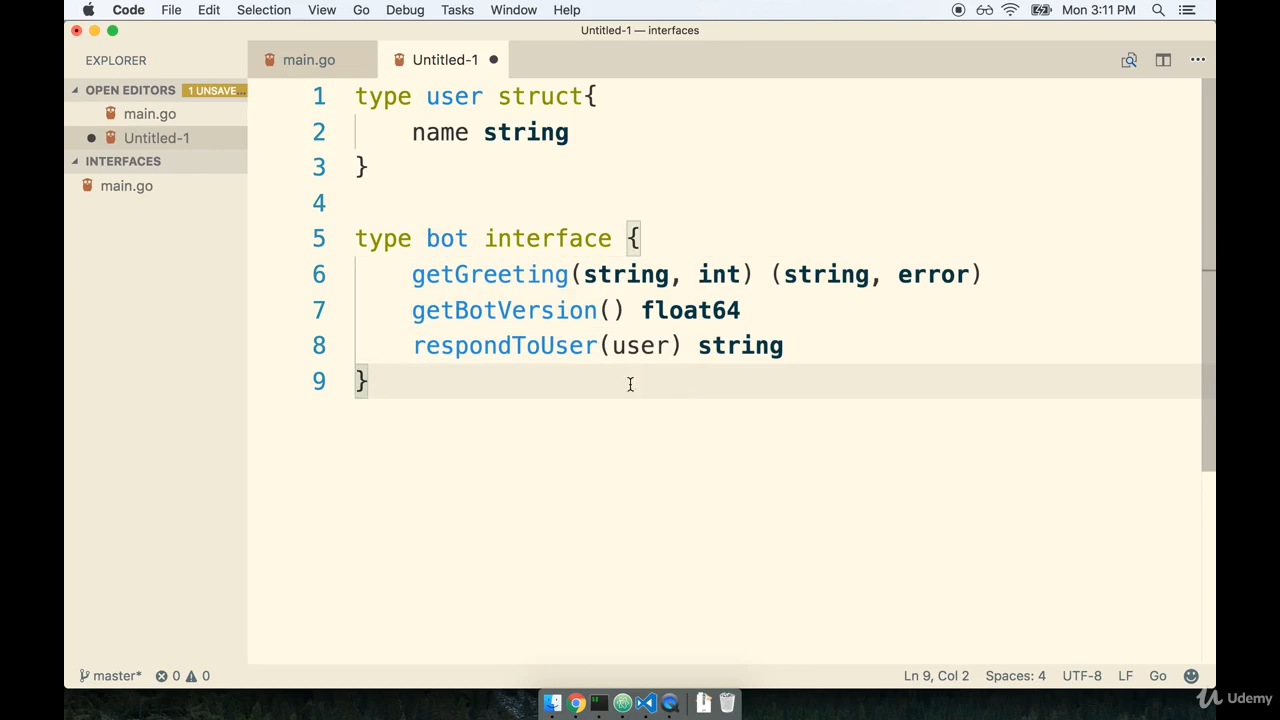 Code File Edit Selection View Go Debug Tasks Window Help Mon 3:11 PM
Untitled-1 — interfaces
EXPLORER
main.go Untitled-1
OPEN EDITORS 1 UNSAVE...
main.go
Untitled-1
INTERFACES
main.go
1 type user struct{
2 name string
3 }
4
5 type bot interface {
6 getGreeting(string, int) (string, error)
7 getBotVersion() float64
8 respondToUser(user) string
9 }
master* 0 0 Ln 9, Col 2 Spaces: 4 UTF-8 LF Go
Udemy